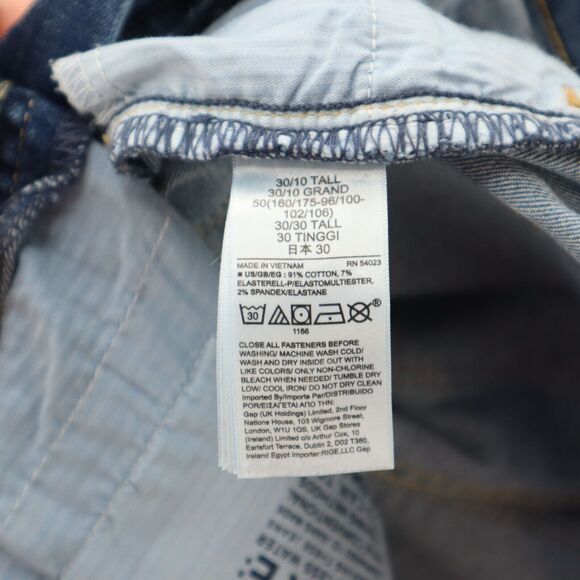 30/10 TALL
30/10 GRAND
50(160/175-96/100-
102/106)
30/30 TALL
30 TINGGI
日本 30
MADE IN VIETNAM RN 54023
■ US/GB/EG : 91% COTTON, 7%
ELASTERELL-P/ELASTOMULTIESTER,
2% SPANDEX/ELASTANE
30
1166
CLOSE ALL FASTENERS BEFORE
WASHING/ MACHINE WASH COLD/
WASH AND DRY INSIDE OUT WITH
LIKE COLORS/ ONLY NON-CHLORINE
BLEACH WHEN NEEDED/ TUMBLE DRY
LOW/ COOL IRON/ DO NOT DRY CLEAN
Imported By/Importe Par/DISTRIBUIDO
POR/ΕΙΣΑΓΕΤΑΙ ΑΠΟ ΤΗΝ:
Gap (UK Holdings) Limited, 2nd Floor
Nations House, 103 Wigmore Street,
London, W1U 1QS, UK Gap Stores
(Ireland) Limited c/o Arthur Cox, 10
Earlsfort Terrace, Dublin 2, D02 T380,
Ireland Egypt Importer:RIGE,LLC Gap